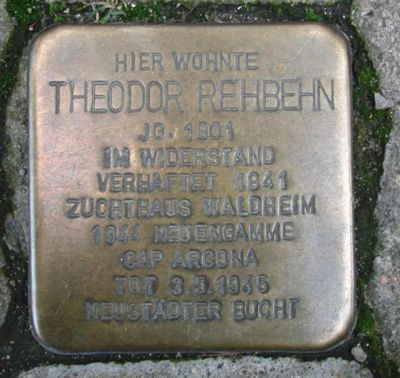 HIER WOHNTE
THEODOR REHBEHN
JG. 1901
IM WIDERSTAND
VERHAFTET 1941
ZUCHTHAUS WALDHEIM
1944 NEUENGAMME
CAP ARCONA
TOT 3.5.1945
NEUSTÄDTER BUCHT